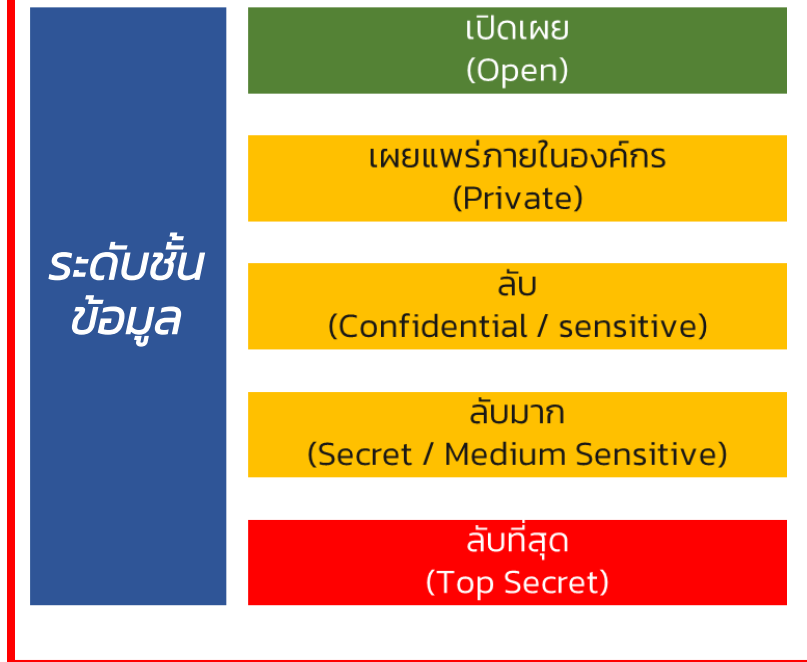 ระดับชั้น
ข้อมูล
เปิดเผย
(Open)
เผยแพร่ภายในองค์กร
(Private)
ลับ
(Confidential / sensitive)
ลับมาก
(Secret / Medium Sensitive)
ลับที่สุด
(Top Secret)